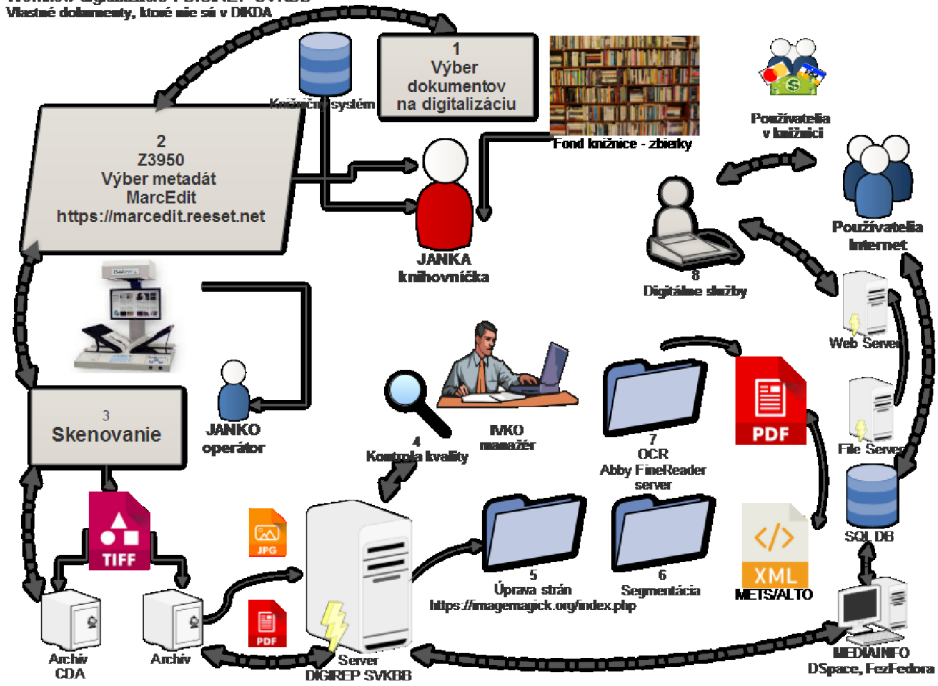 Vlastné dokumenty, ktoré nie sú v DIKDA
1
Výber
dokumentov
na digitalizáciu
Knižničný systém
Fond knižnice - zbierky
Používatelia
v knižnici
2
Z3950
Výber metadát
MarcEdit
https://marcedit.reeset.net
JANKA
knihovníčka
Používatelia
Internet
8
Digitálne služby
Web Server
3
Skenovanie
JANKO
operátor
4
Kontrola kvality
IVKO
manažér
7
OCR
Abby FineReader
server
PDF
File Server
TIFF
JPG
PDF
5
Úprava strán
https://imagemagick.org/index.php
6
Segmentácia
XML
METS/ALTO
SQL DB
Archív
CDA
Archív
Server
DIGIREP SVKBB
MEDIAINFO
DSpace, FezFedora